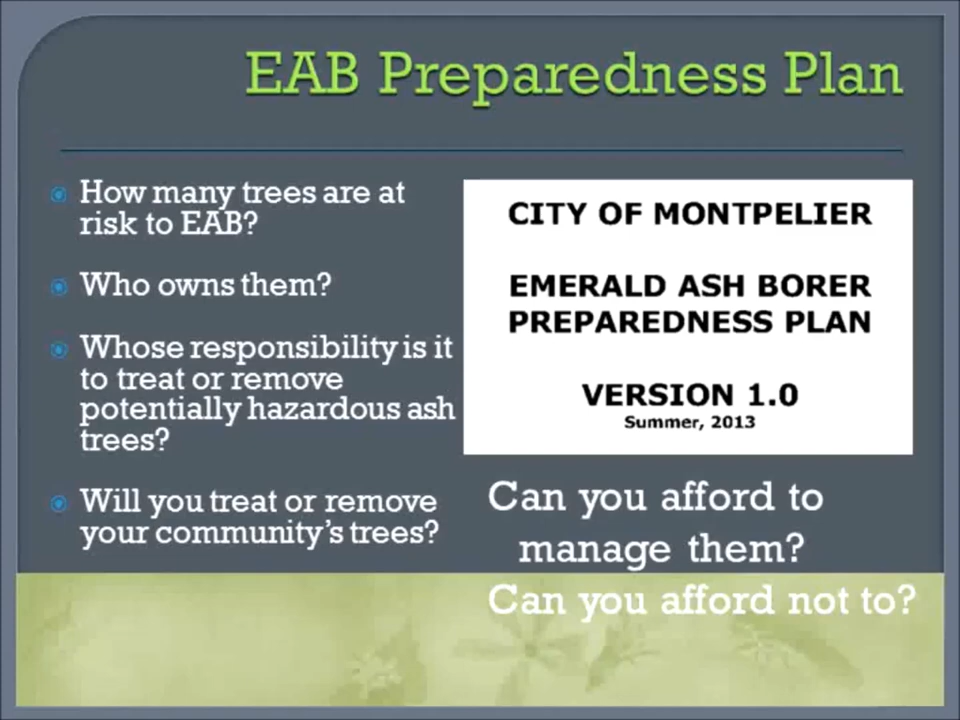 EAB Preparedness Plan
How many trees are at
risk to EAB?
Who owns them?
Whose responsibility is it
to treat or remove
potentially hazardous ash
trees?
Will you treat or remove
your community's trees?
CITY OF MONTPELIER
EMERALD ASH BORER
PREPAREDNESS PLAN
VERSION 1.0
Summer, 2013
Can you afford to
manage them?
Can you afford not to?